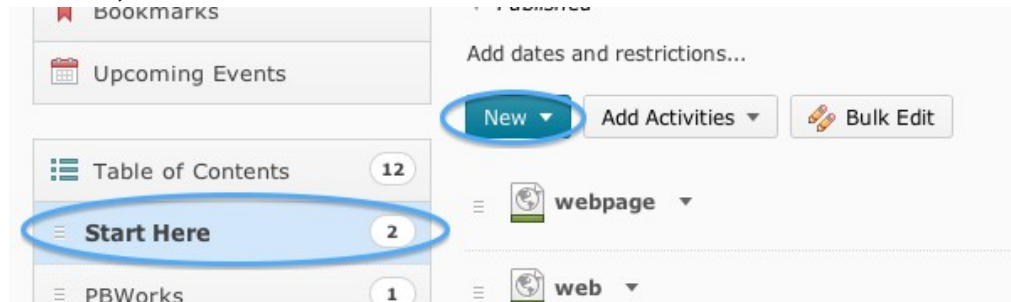 Bookmarks
Upcoming Events
Table of Contents 12
Start Here 2
PBWorks 1
Published
Add dates and restrictions...
New Add Activities Bulk Edit
webpage
web